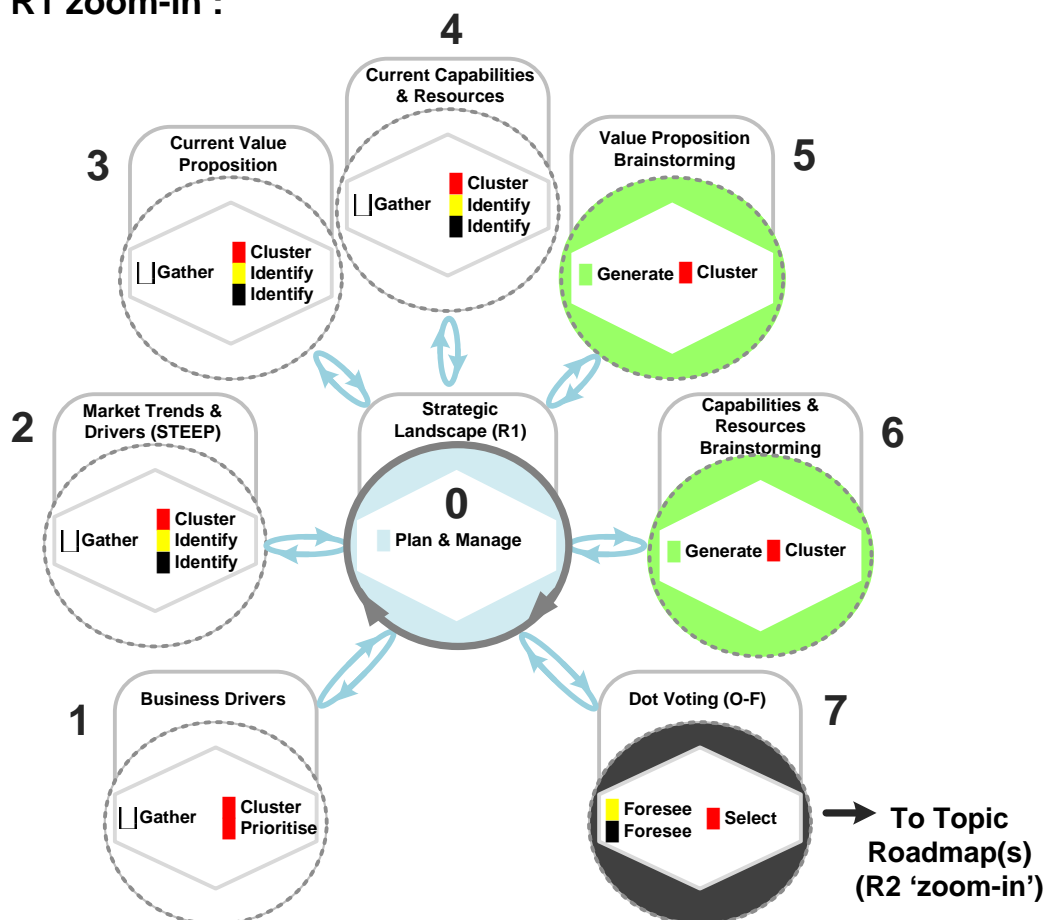 R1 zoom-in :
4
Current Capabilities
& Resources
Gather
Cluster
Identify
Identify
3
Current Value
Proposition
Gather
Cluster
Identify
Identify
Value Proposition
Brainstorming
5
Generate
Cluster
2
Market Trends &
Drivers (STEEP)
Gather
Cluster
Identify
Identify
Strategic
Landscape (R1)
0
Plan & Manage
Capabilities &
Resources
Brainstorming
6
Generate
Cluster
1
Business Drivers
Gather
Cluster
Prioritise
Dot Voting (O-F)
7
Foresee
Foresee
Select
To Topic
Roadmap(s)
(R2 ‘zoom-in’)